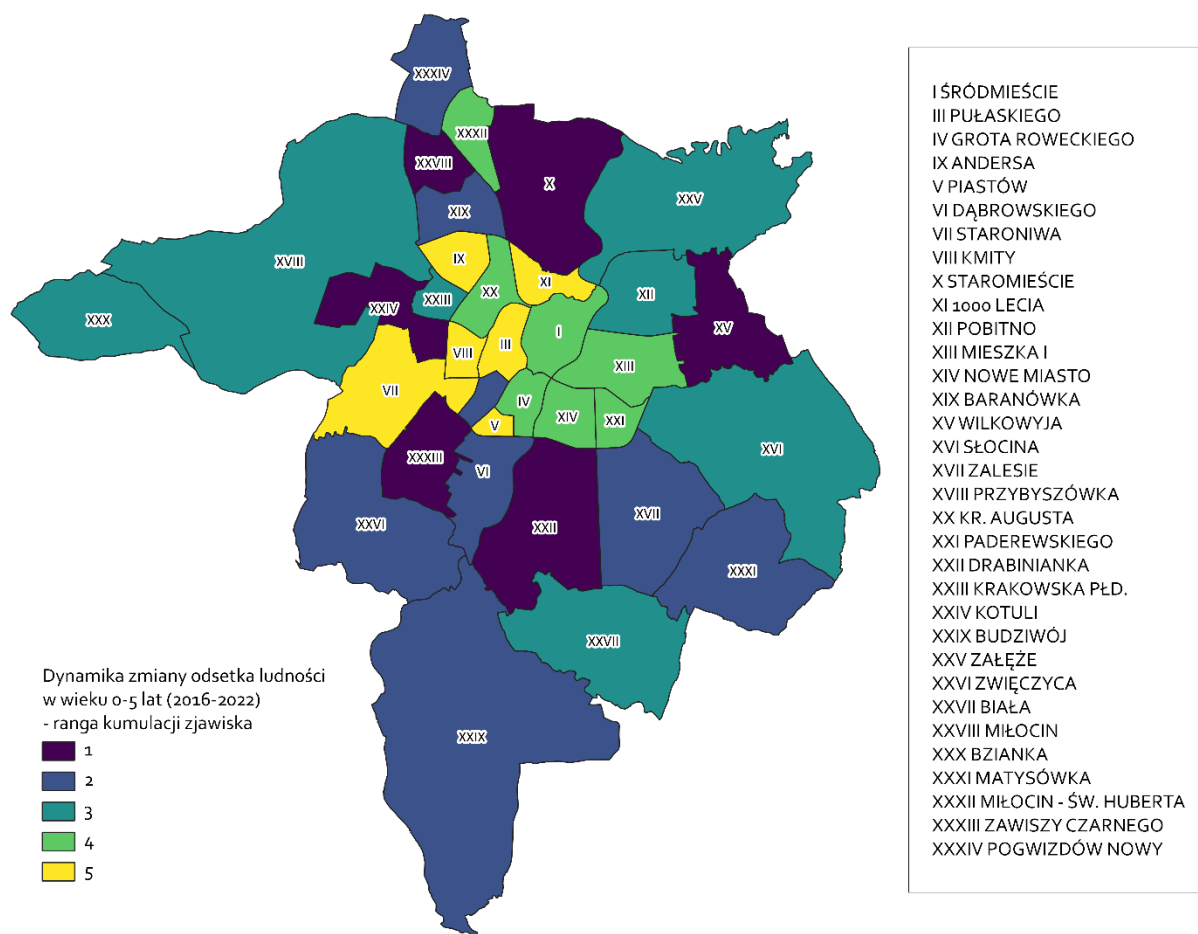 XXXIV
XXXII
XXVIII
X
XXV
XIX
IX
XVIII
XX
XI
XII
XXIII
XXIV
XXX
I
XV
III
VIII
XIII
VII
IV
XIV
XXI
V
XVI
XXXIII
VI
XXVI
XXII
XVII
XXXI
XXVII
XXIX
Dynamika zmiany odsetka ludności
w wieku 0-5 lat (2016-2022)
- ranga kumulacji zjawiska
1
2
3
4
5
I ŚRÓDMIEŚCIE
III PUŁASKIEGO
IV GROTA ROWECKIEGO
IX ANDERSA
V PIASTÓW
VI DĄBROWSKIEGO
VII STARONIWA
VIII KMITY
X STAROMIEŚCIE
XI 1000 LECIA
XII POBITNO
XIII MIESZKA I
XIV NOWE MIASTO
XIX BARANÓWKA
XV WILKOWYJA
XVI SŁOCINA
XVII ZALESIE
XVIII PRZYBYSZÓWKA
XX KR. AUGUSTA
XXI PADEREWSKIEGO
XXII DRABINIANKA
XXIII KRAKOWSKA PŁD.
XXIV KOTULI
XXIX BUDZIWÓJ
XXV ZAŁĘŻE
XXVI ZWIĘCZYCA
XXVII BIAŁA
XXVIII MIŁOCIN
XXX BZIANKA
XXXI MATYSÓWKA
XXXII MIŁOCIN - ŚW. HUBERTA
XXXIII ZAWISZY CZARNEGO
XXXIV POGWIZDÓW NOWY